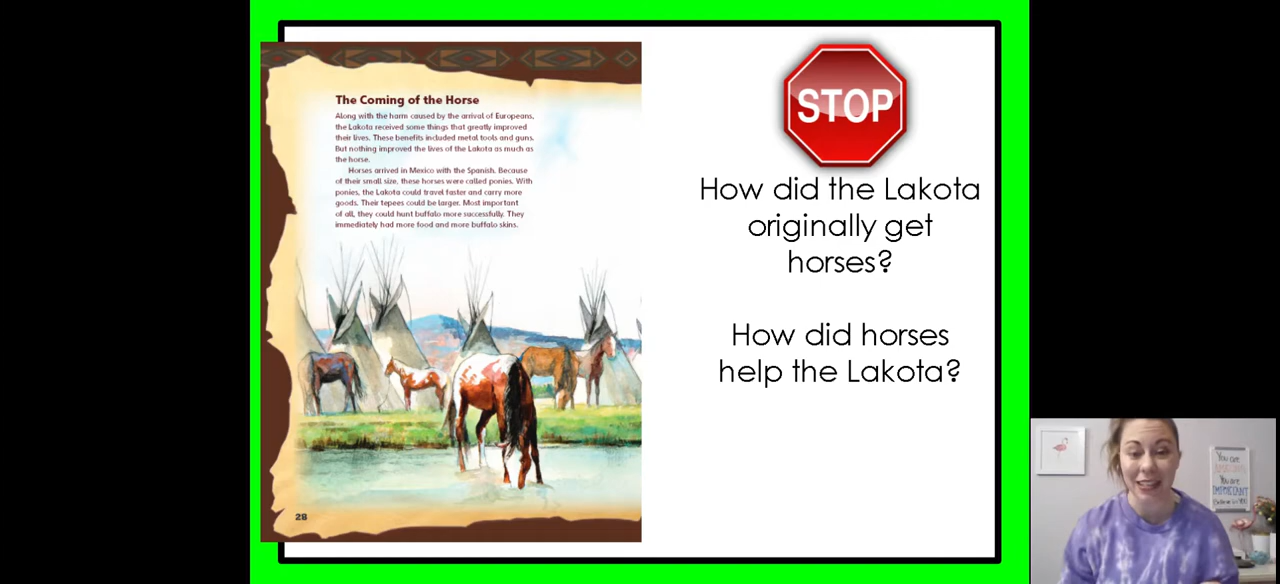 The Coming of the Horse
Along with the harm caused by the arrival of Europeans,
the Lakota received some things that greatly improved
their lives. These benefits included metal tools and guns.
But nothing improved the lives of the Lakota as much as
the horse.
Horses arrived in Mexico with the Spanish. Because
of their small size, these horses were called ponies. With
ponies, the Lakota could travel faster and carry more
goods. Their tepees could be larger. Most important
of all, they could hunt buffalo more successfully. They
immediately had more food and more buffalo skins.
28
STOP
How did the Lakota
originally get
horses?
How did horses
help the Lakota?
You are
You are
IMPORTANT